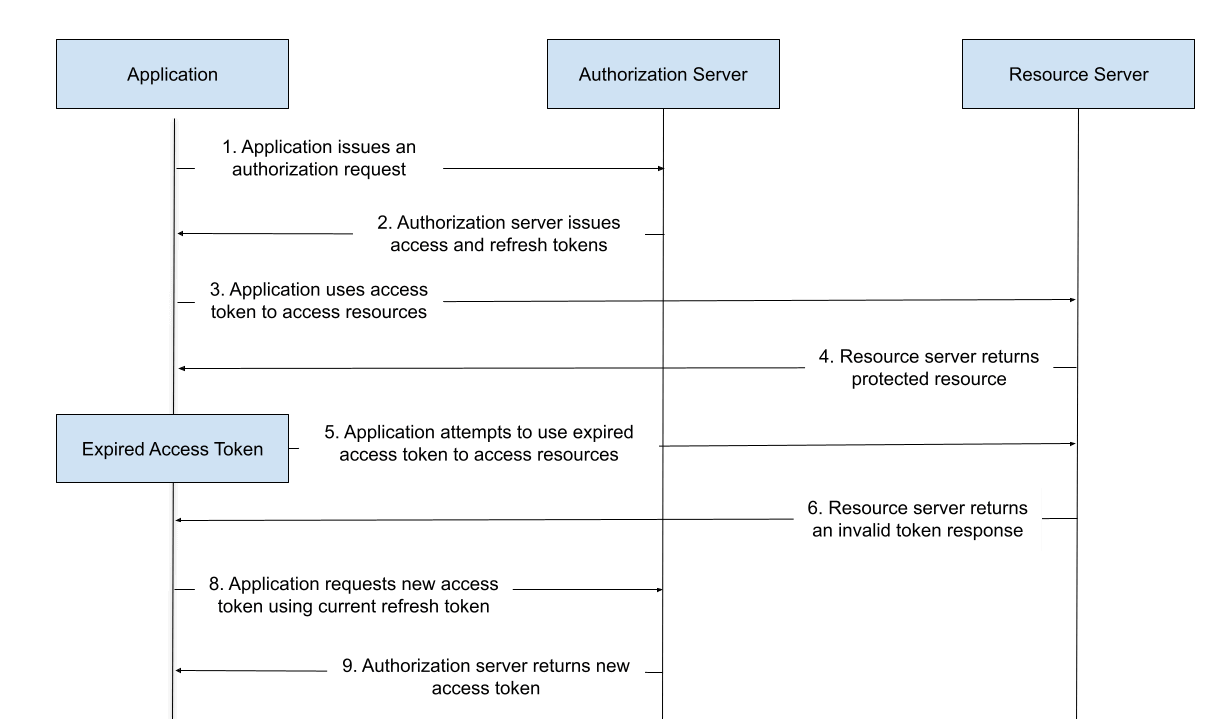 Application
Authorization Server
Resource Server
1. Application issues an
authorization request
2. Authorization server issues
access and refresh tokens
3. Application uses access
token to access resources
4. Resource server returns
protected resource
Expired Access Token
5. Application attempts to use expired
access token to access resources
6. Resource server returns
an invalid token response
8. Application requests new access
token using current refresh token
9. Authorization server returns new
access token